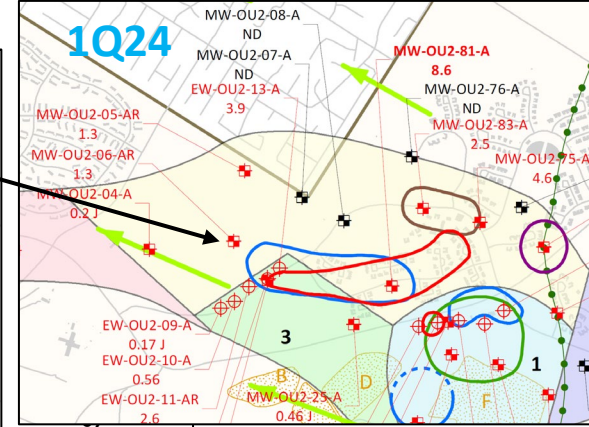 1Q24
MW-OU2-08-A
ND
MW-OU2-07-A
ND
EW-OU2-13-A
3.9
MW-OU2-81-A
8.6
MW-OU2-76-A
ND
MW-OU2-83-A
2.5
MW-OU2-75-A
4.6
MW-OU2-05-AR
1.3
MW-OU2-06-AR
1.3
MW-OU2-04-A
0.2 J
EW-OU2-09-A
0.17 J
EW-OU2-10-A
0.56
EW-OU2-11-AR
2.6
MW-OU2-25-A
0.46 J
3
1
B
D
F